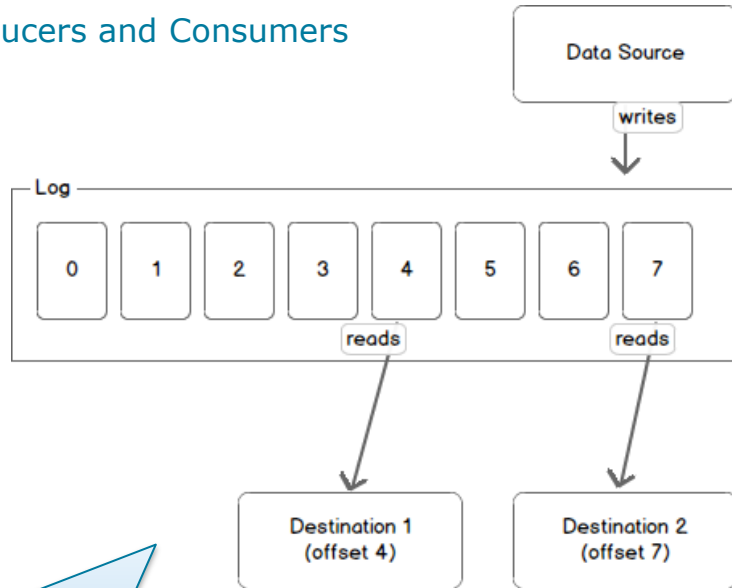 ucers and Consumers
Data Source
writes
Log
0 1 2 3 4 5 6 7
reads reads
Destination 1 Destination 2
(offset 4) (offset 7)